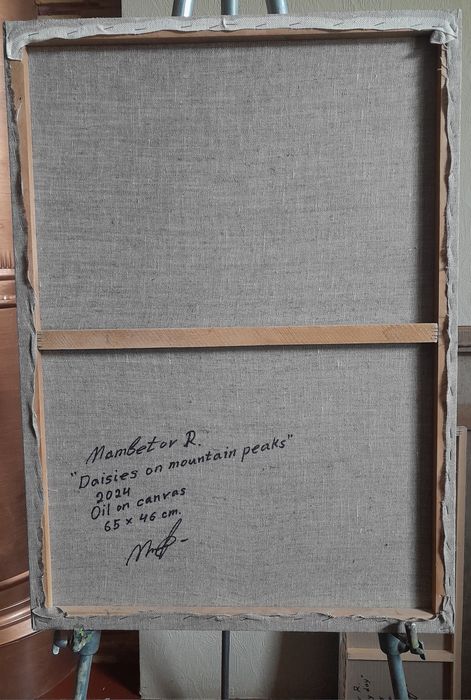 Mambetov R.
"Daisies on mountain peaks"
2024
Oil on canvas
65 x 46 cm.